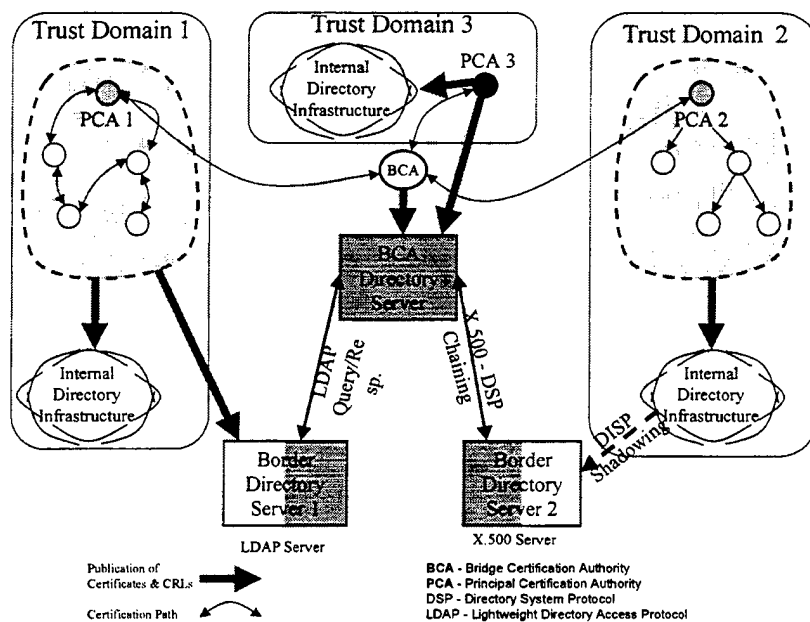 Trust Domain 1
PCA 1
Internal
Directory
Infrastructure
Trust Domain 3
Internal
Directory
Infrastructure
PCA 3
BCA
BCA
Directory
Server
Trust Domain 2
PCA 2
Internal
Directory
Infrastructure
LDAP
Query/Re
sp.
X.500 - DSP
Chaining
DISP
Shadowing
Border
Directory
Server 1
LDAP Server
Border
Directory
Server 2
X.500 Server
Publication of
Certificates & CRLs
Certification Path
BCA - Bridge Certification Authority
PCA - Principal Certification Authority
DSP - Directory System Protocol
LDAP - Lightweight Directory Access Protocol